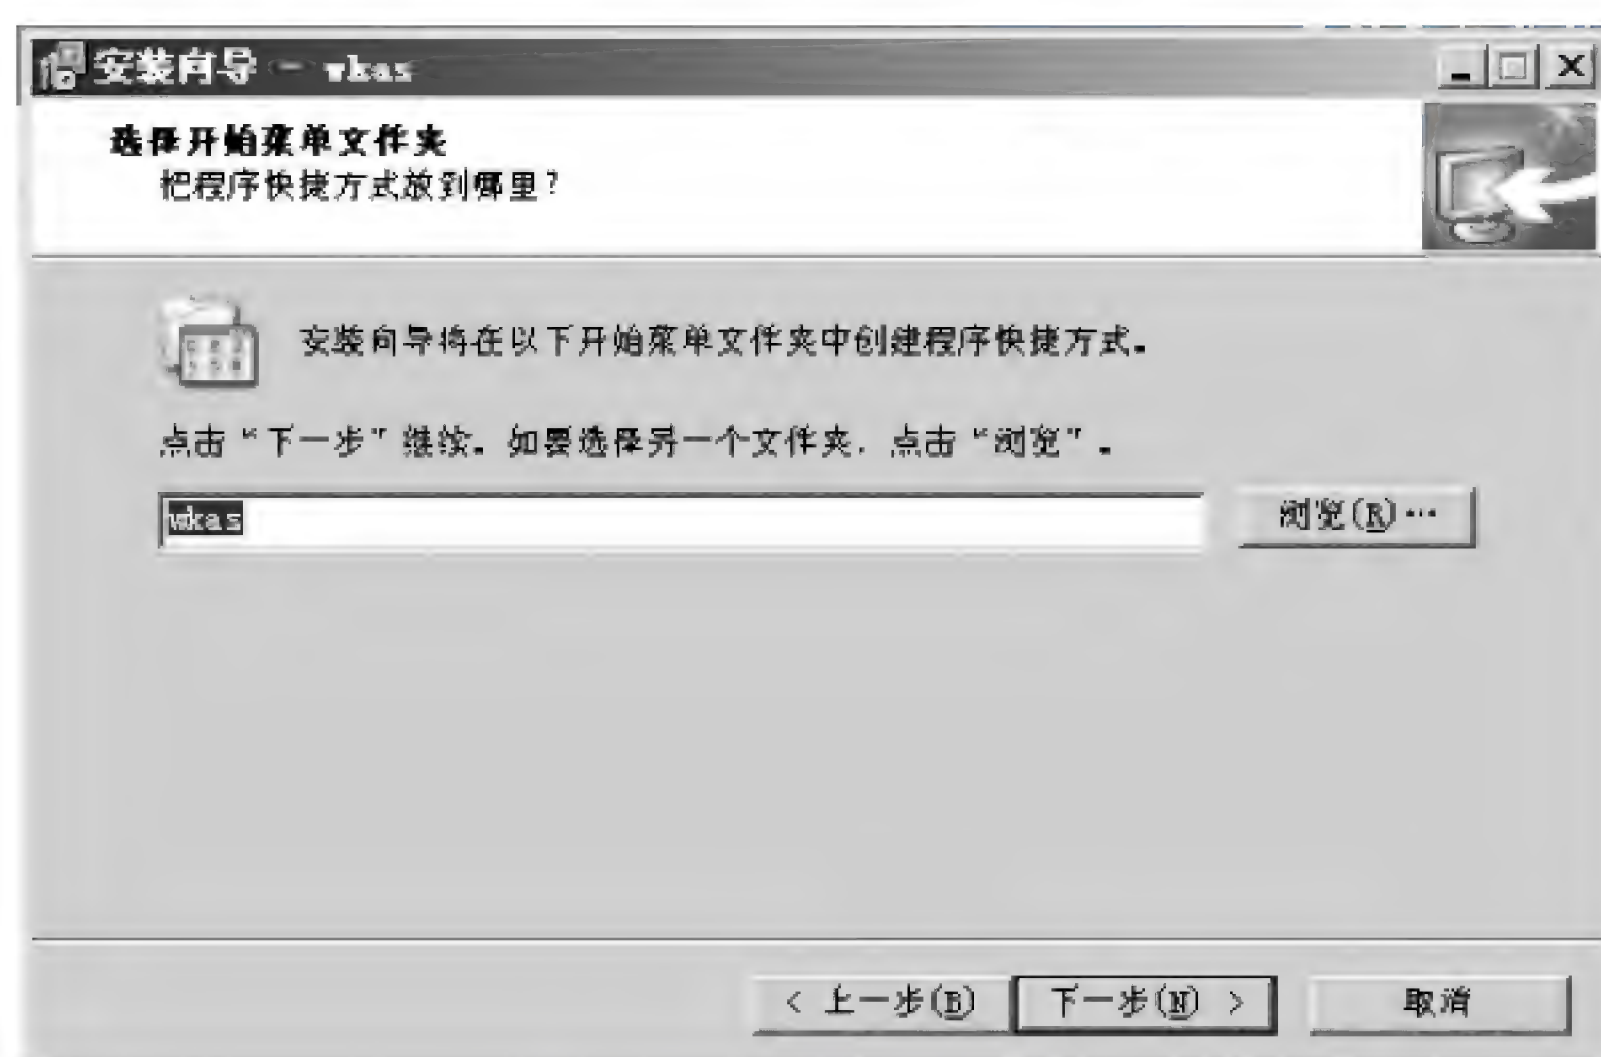 安装向导 - wkas
选择开始菜单文件夹
把程序快捷方式放到哪里?
安装向导将在以下开始菜单文件夹中创建程序快捷方式。
点击“下一步”继续。如要选择另一个文件夹,点击“浏览”。
wkas
浏览(R)…
< 上一步(B)
下一步(N) >
取消